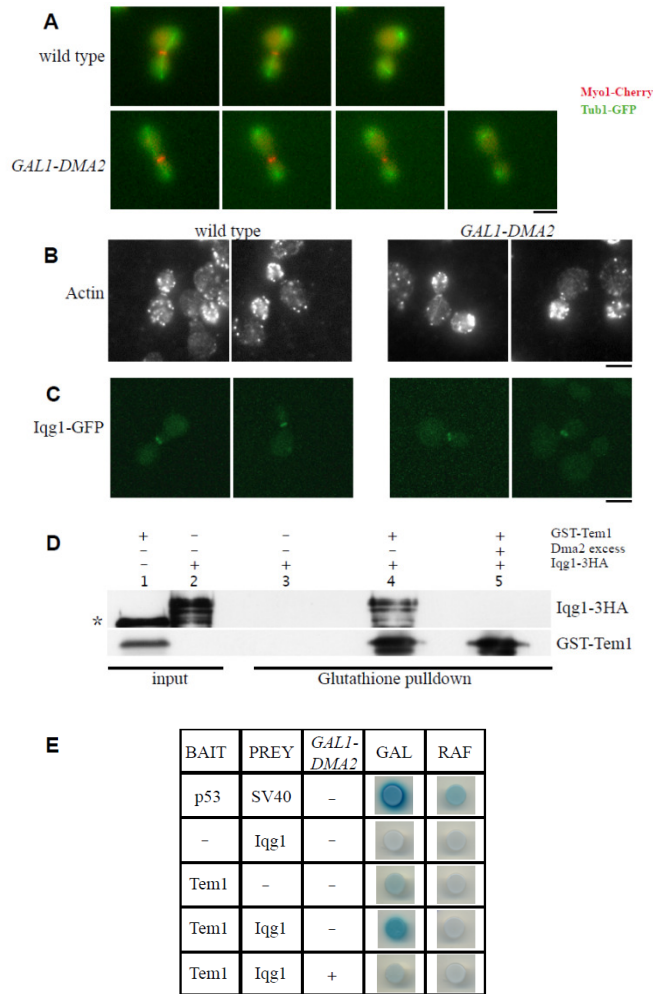 A
wild type
Myo1-Cherry
Tub1-GFP
GAL1-DMA2
wild type GAL1-DMA2
B
Actin
C
Iqg1-GFP
D
+ – – + + GST-Tem1
– – – – + Dma2 excess
– + + + + Iqg1-3HA
1 2 3 4 5
Iqg1-3HA
*
GST-Tem1
input Glutathione pulldown
E
BAIT PREY GAL1-DMA2 GAL RAF
p53 SV40 –
– Iqg1 –
Tem1 – –
Tem1 Iqg1 –
Tem1 Iqg1 +